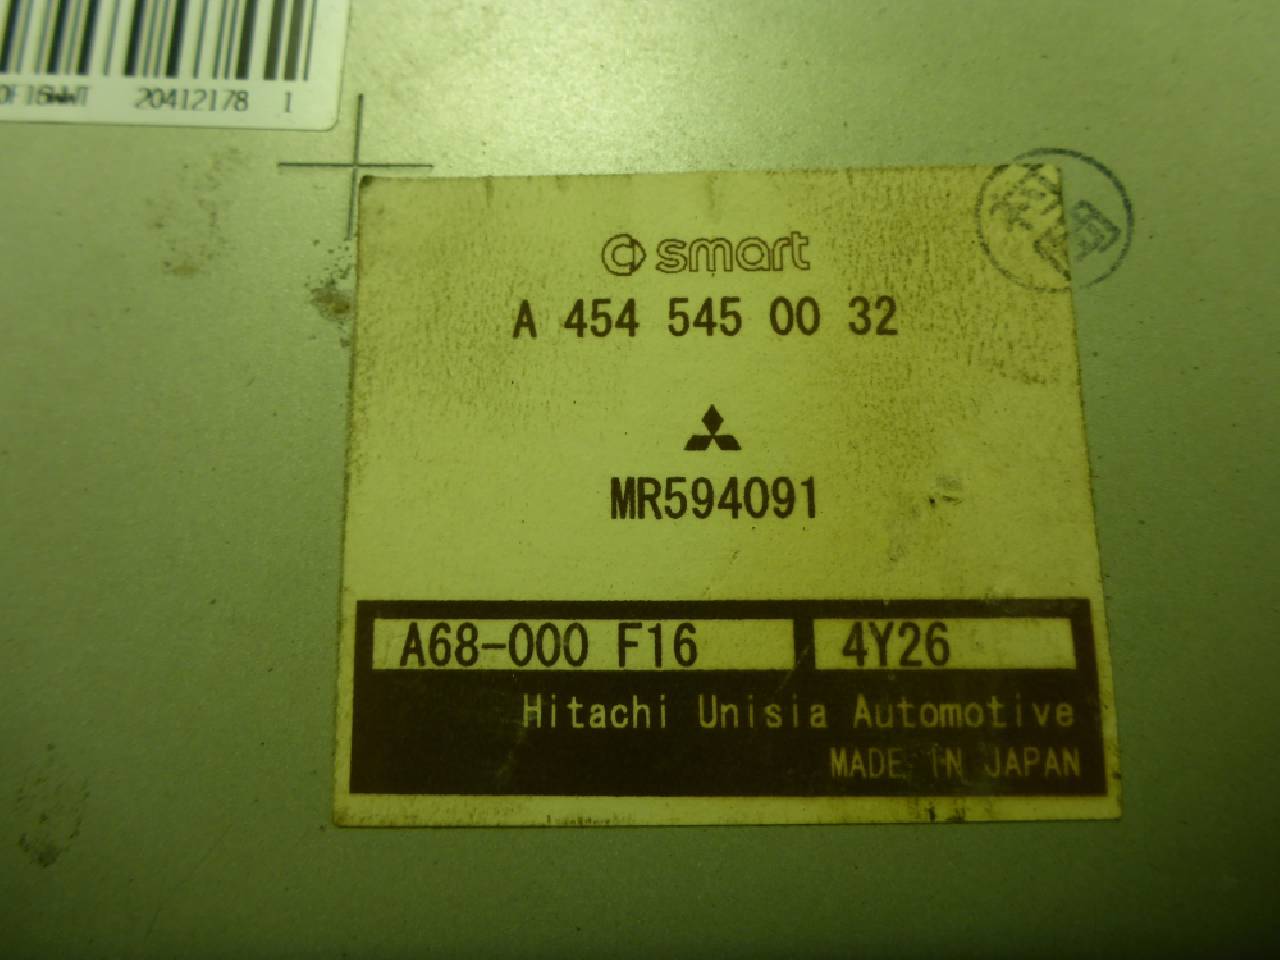 20412178 1
smart
A 454 545 00 32
MR594091
A68-000 F16 4Y26
Hitachi Unisia Automotive
MADE IN JAPAN